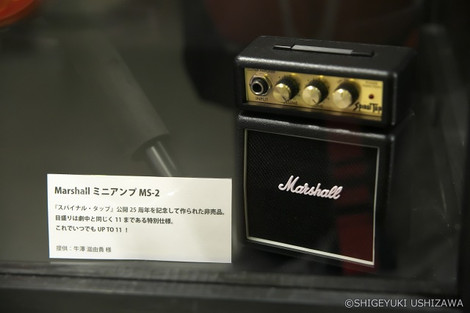 INPUT
Spinal Tap
Marshall
Marshall ミニアンプ MS-2
『スパイナル・タップ』公開 25 周年を記念して作られた非売品。
目盛りは劇中と同じく 11 まである特別仕様。
これでいつでも UP TO 11 !
提供：牛澤 滋由貴 様
©SHIGEYUKI USHIZAWA